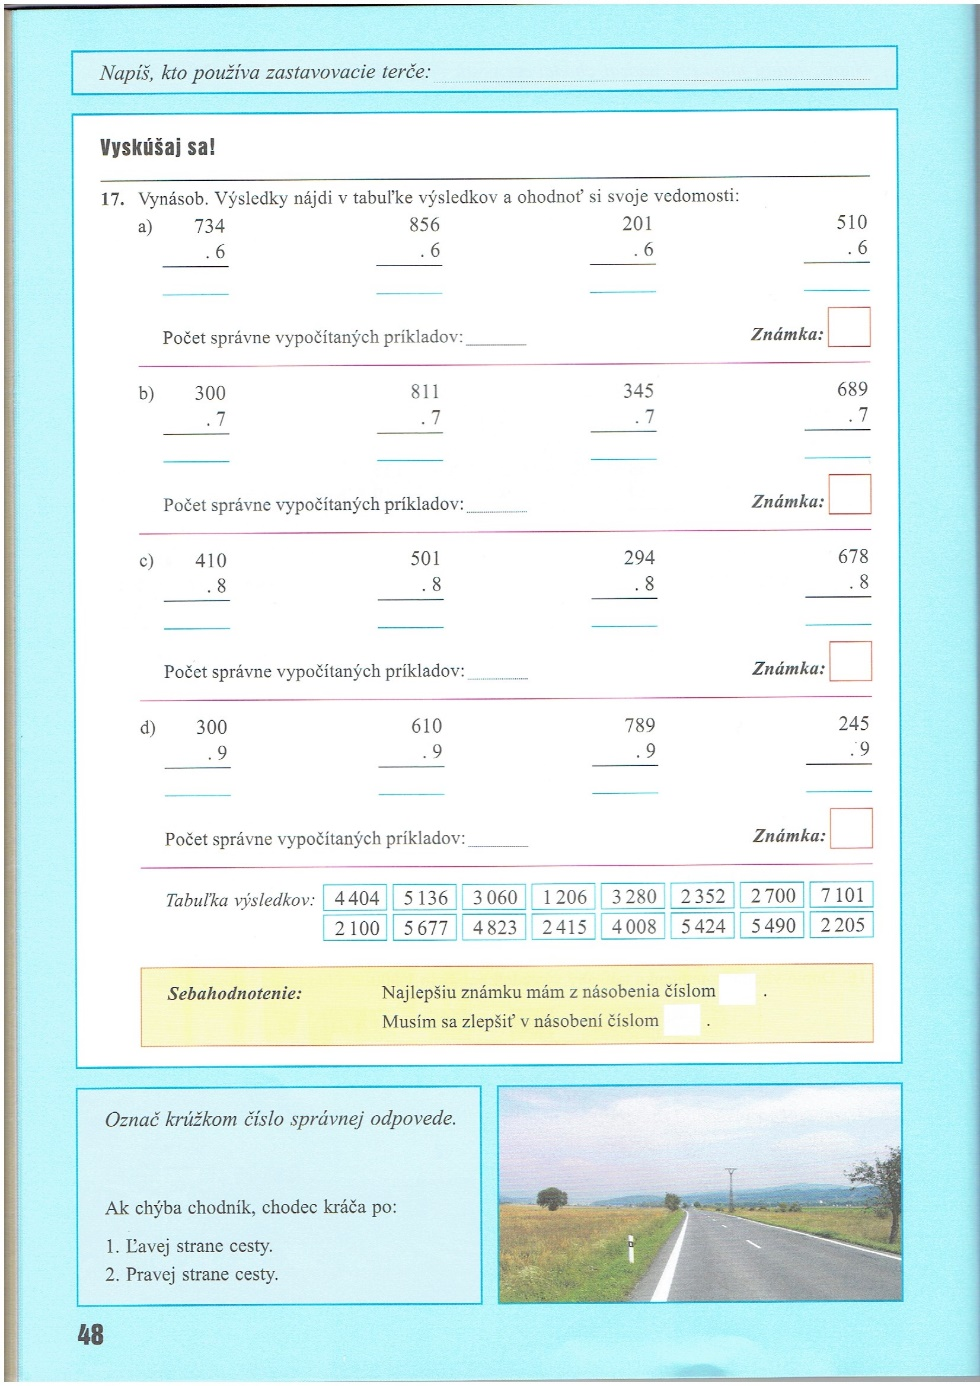 Napíš, kto používa zastavovacie terče:
Vyskúšaj sa!
17. Vynásob. Výsledky nájdi v tabuľke výsledkov a ohodnoť si svoje vedomosti:
a) 734 856 201 510
. 6 . 6 . 6 . 6
Počet správne vypočítaných príkladov: Známka:
b) 300 811 345 689
. 7 . 7 . 7 . 7
Počet správne vypočítaných príkladov: Známka:
c) 410 501 294 678
. 8 . 8 . 8 . 8
Počet správne vypočítaných príkladov: Známka:
d) 300 610 789 245
. 9 . 9 . 9 . 9
Počet správne vypočítaných príkladov: Známka:
Tabuľka výsledkov: 4 404 5 136 3 060 1 206 3 280 2 352 2 700 7 101
2 100 5 677 4 823 2 415 4 008 5 424 5 490 2 205
Sebahodnotenie: Najlepšiu známku mám z násobenia číslom .
Musím sa zlepšiť v násobení číslom .
Označ krúžkom číslo správnej odpovede.
Ak chýba chodník, chodec kráča po:
1. Ľavej strane cesty.
2. Pravej strane cesty.
48